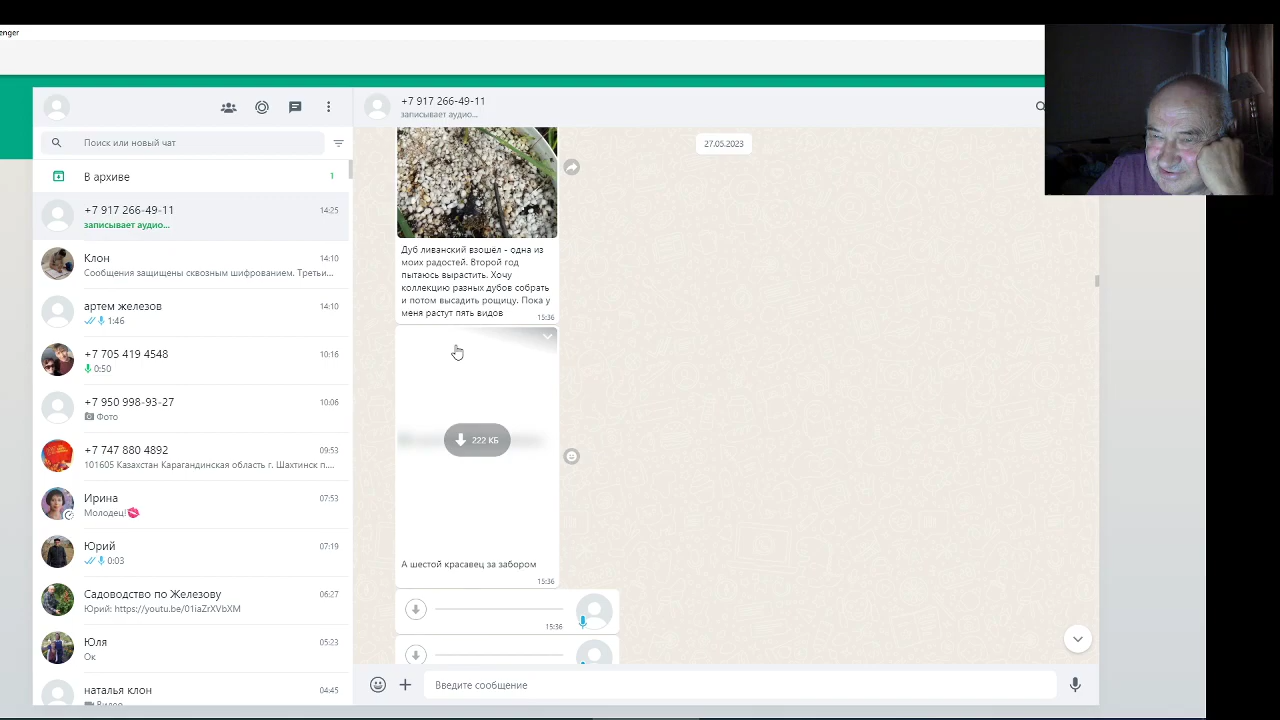 enger
Поиск или новый чат
В архиве
1
+7 917 266-49-11
14:25
записывает аудио...
Клон
14:10
Сообщения защищены сквозным шифрованием. Третьи...
артем железов
14:10
1:46
+7 705 419 4548
10:16
0:50
+7 950 998-93-27
10:06
Фото
+7 747 880 4892
09:53
101605 Казахстан Карагандинская область г. Шахтинск п....
Ирина
07:53
Молодец!💋
Юрий
07:19
0:03
Садоводство по Железову
06:27
Юрий: https://youtu.be/01iaZrXVbXM
Юля
05:23
Ок
наталья клон
04:45
Видео
+7 917 266-49-11
записывает аудио...
27.05.2023
Дуб ливанский взошёл - одна из
моих радостей. Второй год
пытаюсь вырастить. Хочу
коллекцию разных дубов собрать
и потом высадить рощицу. Пока у
меня растут пять видов
15:36
222 КБ
А шестой красавец за забором
15:36
15:36
Введите сообщение